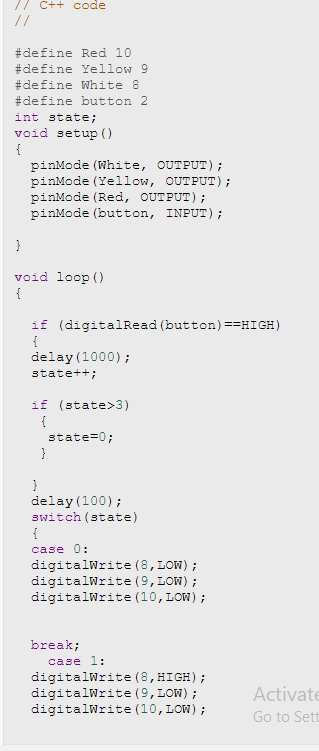 // C++ code
//
#define Red 10
#define Yellow 9
#define White 8
#define button 2
int state;
void setup()
{
pinMode(White, OUTPUT);
pinMode(Yellow, OUTPUT);
pinMode(Red, OUTPUT);
pinMode(button, INPUT);
}
void loop()
{
if (digitalRead(button)==HIGH)
{
delay(1000);
state++;
if (state>3)
{
state=0;
}
}
delay(100);
switch(state)
{
case 0:
digitalWrite(8,LOW);
digitalWrite(9,LOW);
digitalWrite(10,LOW);
break;
case 1:
digitalWrite(8,HIGH);
digitalWrite(9,LOW);
digitalWrite(10,LOW);
Activate
Go to Sett